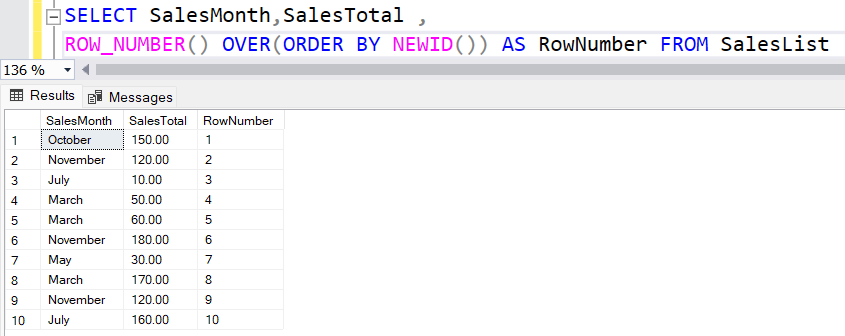 SELECT SalesMonth,SalesTotal ,
ROW_NUMBER() OVER(ORDER BY NEWID()) AS RowNumber FROM SalesList
136 %
Results Messages
SalesMonth SalesTotal RowNumber
1 October 150.00 1
2 November 120.00 2
3 July 10.00 3
4 March 50.00 4
5 March 60.00 5
6 November 180.00 6
7 May 30.00 7
8 March 170.00 8
9 November 120.00 9
10 July 160.00 10